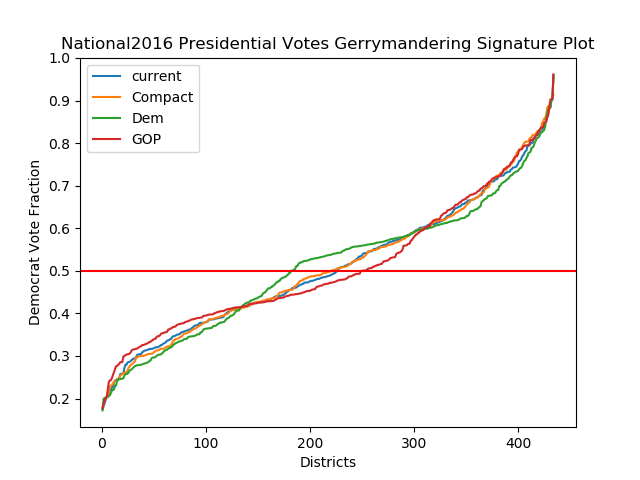 National2016 Presidential Votes Gerrymandering Signature Plot
current
Compact
Dem
GOP
1.0
0.9
0.8
0.7
0.6
0.5
0.4
0.3
0.2
Democrat Vote Fraction
0 100 200 300 400
Districts